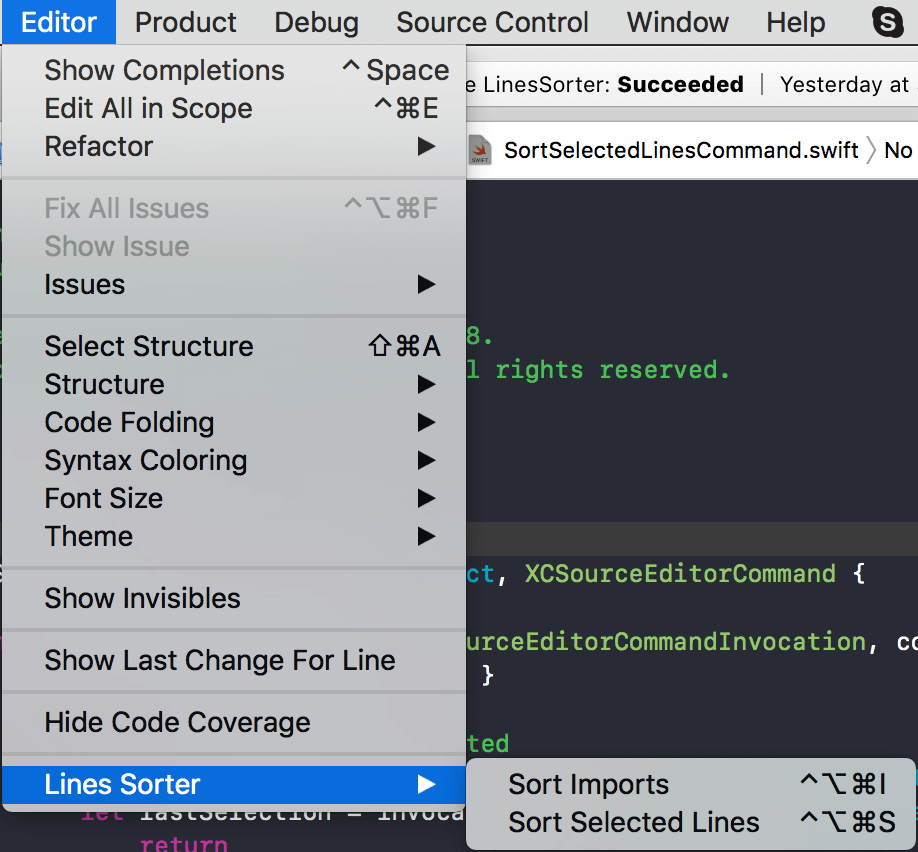 Editor Product Debug Source Control Window Help
Show Completions ^ Space
Edit All in Scope ^⌘E
Refactor ▶
Fix All Issues ^⌥⌘F
Show Issue
Issues ▶
Select Structure ⇧⌘A
Structure ▶
Code Folding ▶
Syntax Coloring ▶
Font Size ▶
Theme ▶
Show Invisibles
Show Last Change For Line
Hide Code Coverage
Lines Sorter ▶
Sort Imports ^⌥⌘I
Sort Selected Lines ^⌥⌘S
e LinesSorter: Succeeded | Yesterday at
SWIFT SortSelectedLinesCommand.swift 〉 No
8.
l rights reserved.
ct, XCSourceEditorCommand {
urceEditorCommandInvocation, co
}
ted
let lastSelection = invoca
return